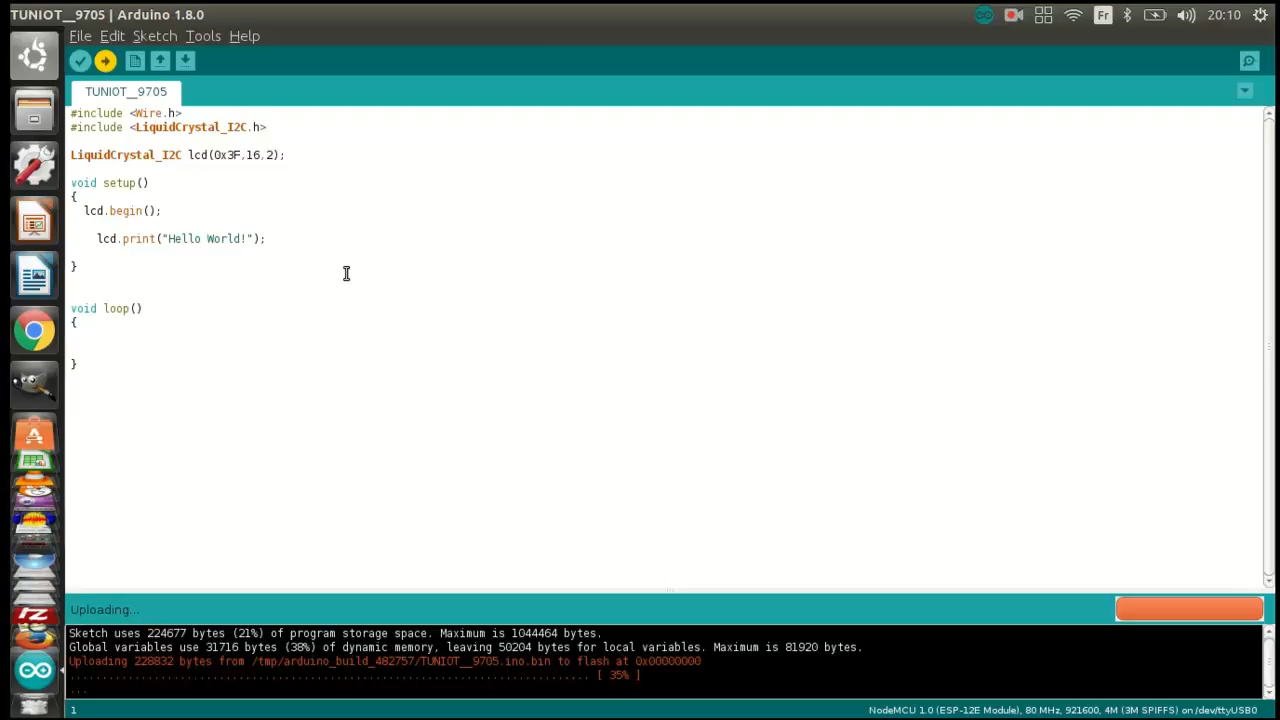 TUNIOT__9705 | Arduino 1.8.0
Fr
20:10
File Edit Sketch Tools Help
TUNIOT__9705
#include <Wire.h>
#include <LiquidCrystal_I2C.h>
LiquidCrystal_I2C lcd(0x3F,16,2);
void setup()
{
lcd.begin();
lcd.print("Hello World!");
}
void loop()
{
}
Uploading...
Sketch uses 224677 bytes (21%) of program storage space. Maximum is 1044464 bytes.
Global variables use 31716 bytes (38%) of dynamic memory, leaving 50204 bytes for local variables. Maximum is 81920 bytes.
Uploading 228832 bytes from /tmp/arduino_build_482757/TUNIOT__9705.ino.bin to flash at 0x00000000
................................................................................ [ 35% ]
...
1
NodeMCU 1.0 (ESP-12E Module), 80 MHz, 921600, 4M (3M SPIFFS) on /dev/ttyUSB0